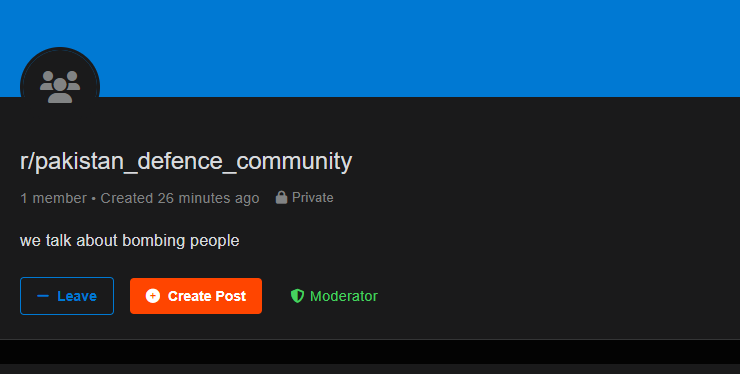 r/pakistan_defence_community
1 member • Created 26 minutes ago Private
we talk about bombing people
Leave Create Post Moderator